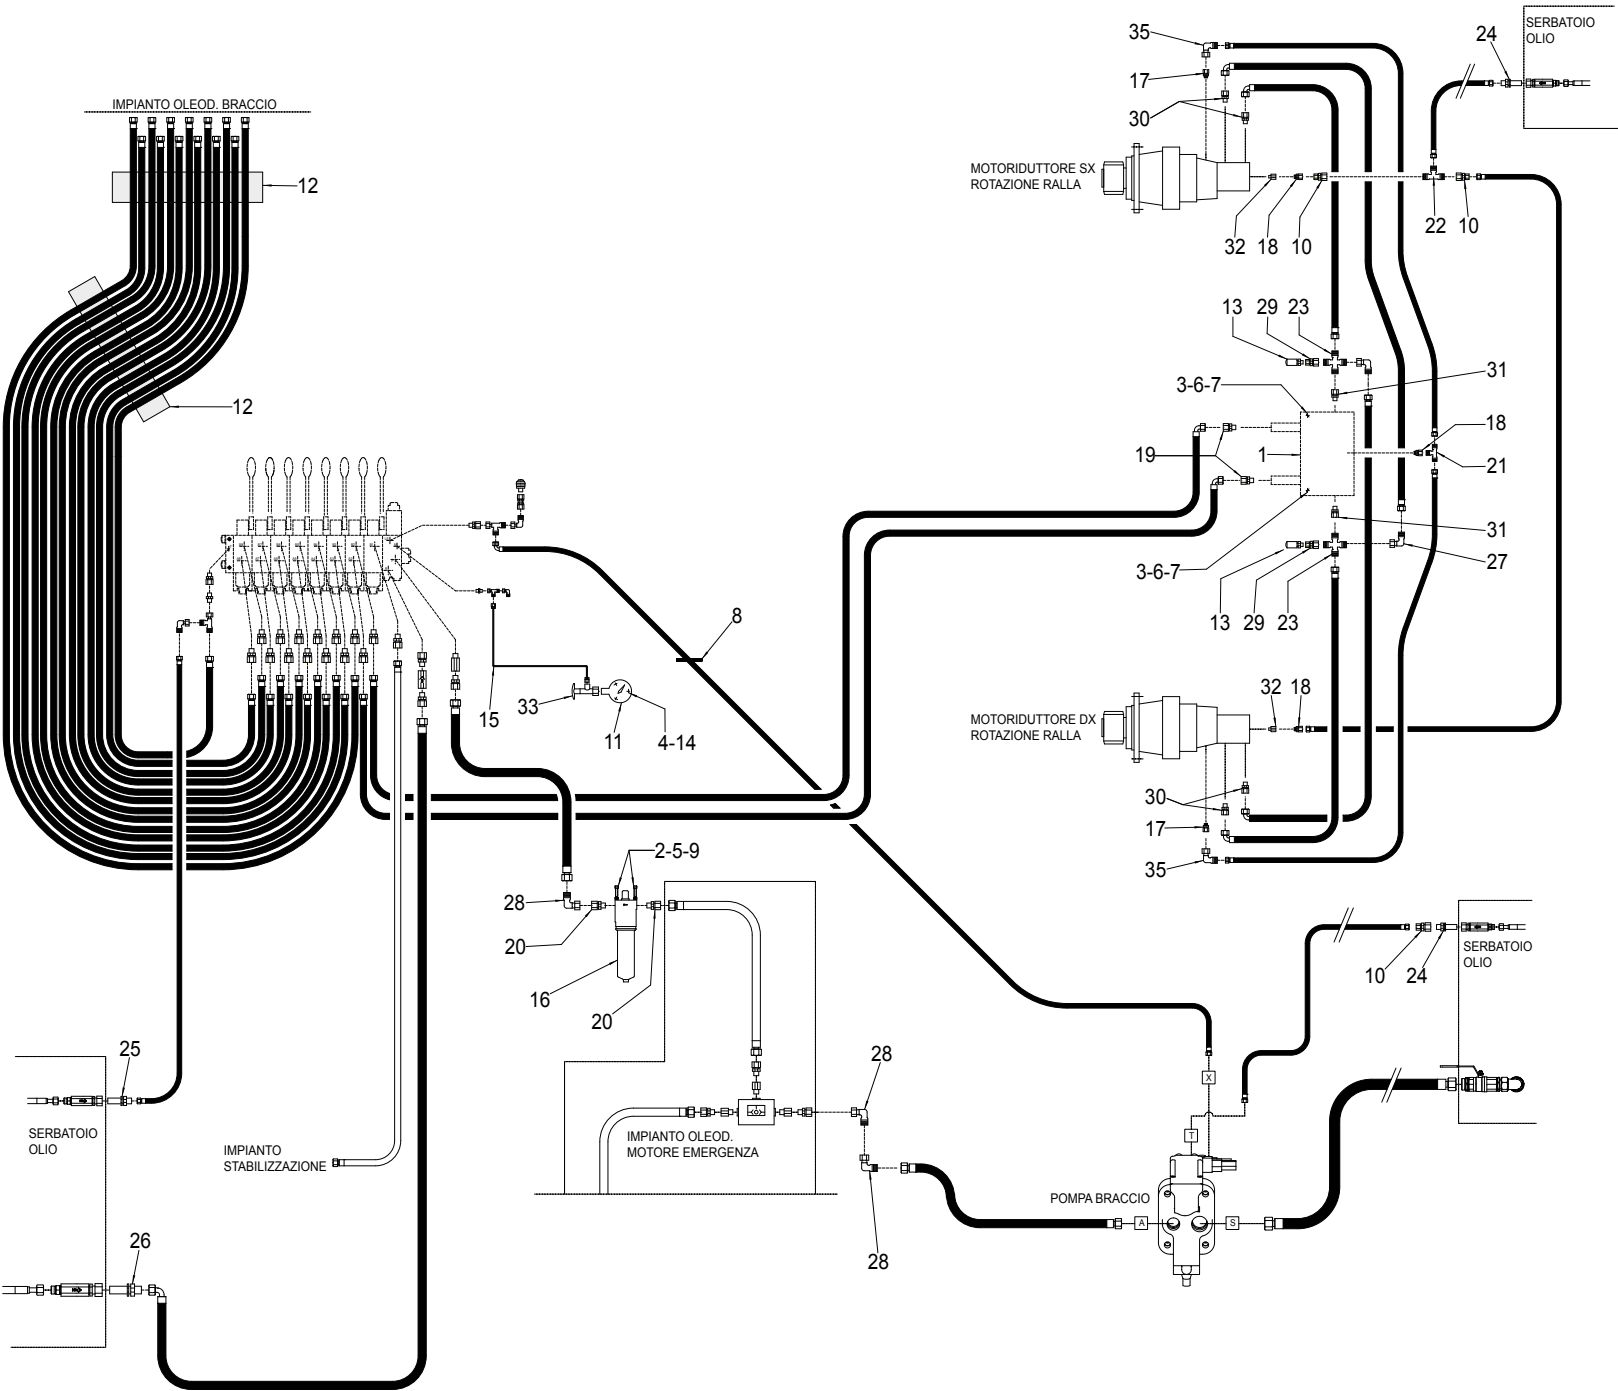 35
24
SERBATOIO
OLIO
17
30
IMPIANTO OLEOD. BRACCIO
12
MOTORIDUTTORE SX
ROTAZIONE RALLA
32
18
10
22
10
13
29
23
31
3-6-7
12
19
1
18
21
31
27
3-6-7
13
29
23
8
15
33
11
4-14
MOTORIDUTTORE DX
ROTAZIONE RALLA
32
18
30
17
35
2-5-9
28
20
16
20
10
24
SERBATOIO
OLIO
25
28
X
SERBATOIO
OLIO
IMPIANTO
STABILIZZAZIONE
IMPIANTO OLEOD.
MOTORE EMERGENZA
T
POMPA BRACCIO
A
S
26
28